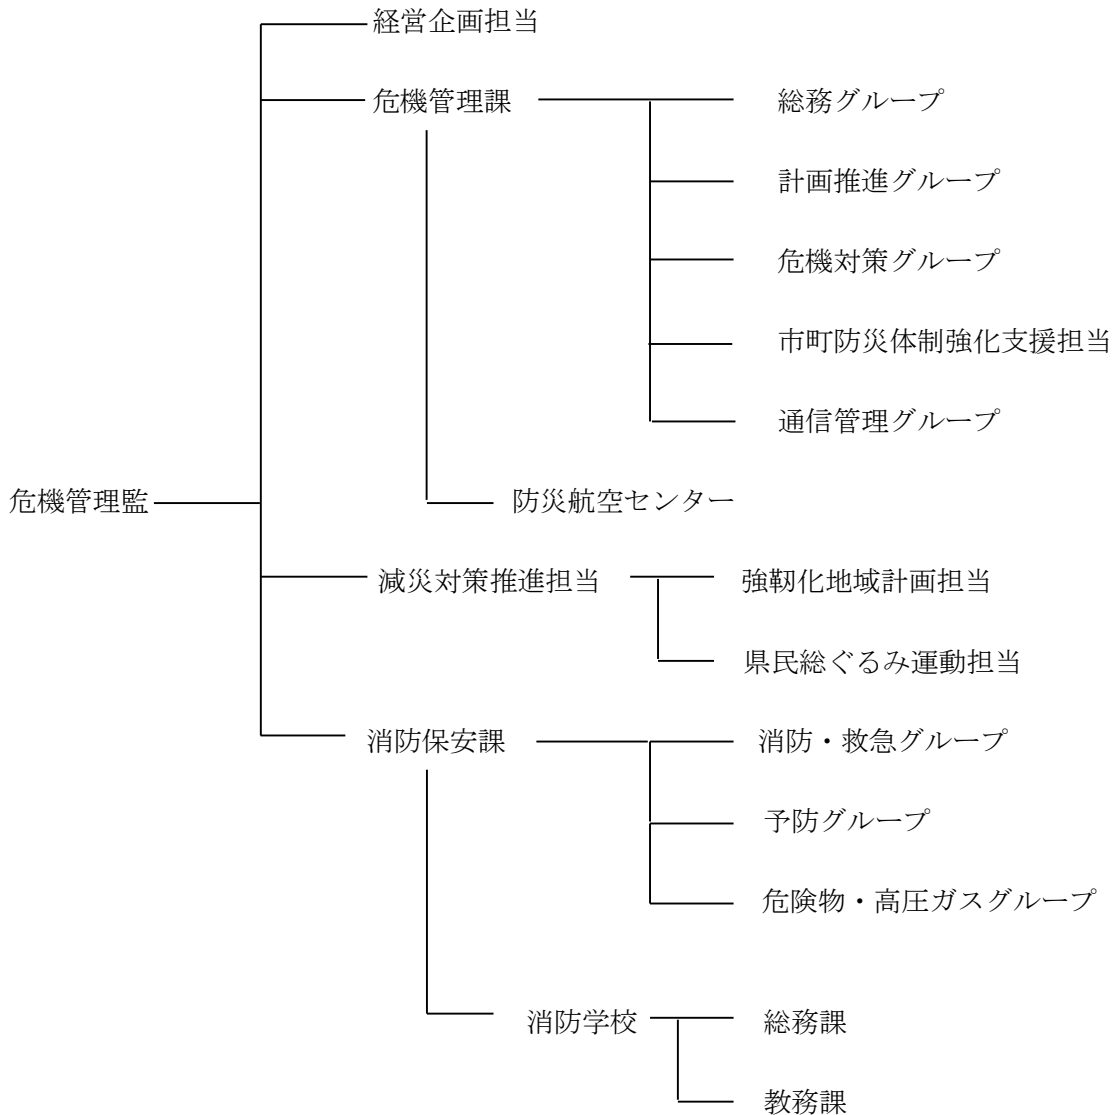 経営企画担当
危機管理課
総務グループ
計画推進グループ
危機対策グループ
市町防災体制強化支援担当
通信管理グループ
危機管理監
防災航空センター
減災対策推進担当
強靱化地域計画担当
県民総ぐるみ運動担当
消防保安課
消防・救急グループ
予防グループ
危険物・高圧ガスグループ
消防学校
総務課
教務課